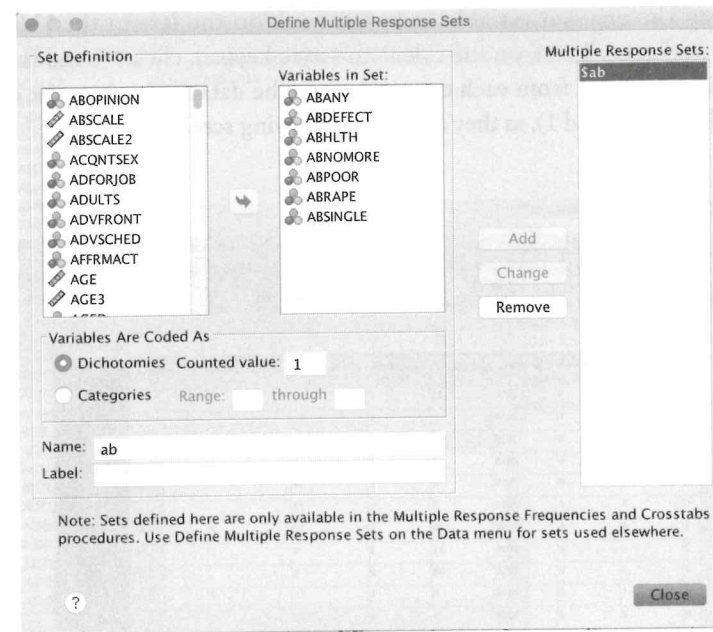 Define Multiple Response Sets
Set Definition
ABOPINION
ABSCALE
ABSCALE2
ACQNTSEX
ADFORJOB
ADULTS
ADVFRONT
ADVSCHED
AFFRMACT
AGE
AGE3
Variables in Set:
ABANY
ABDEFECT
ABHLTH
ABNOMORE
ABPOOR
ABRAPE
ABSINGLE
Multiple Response Sets:
$ab
Add
Change
Remove
Variables Are Coded As
Dichotomies Counted value: 1
Categories Range: through
Name: ab
Label:
Note: Sets defined here are only available in the Multiple Response Frequencies and Crosstabs
procedures. Use Define Multiple Response Sets on the Data menu for sets used elsewhere.
?
Close